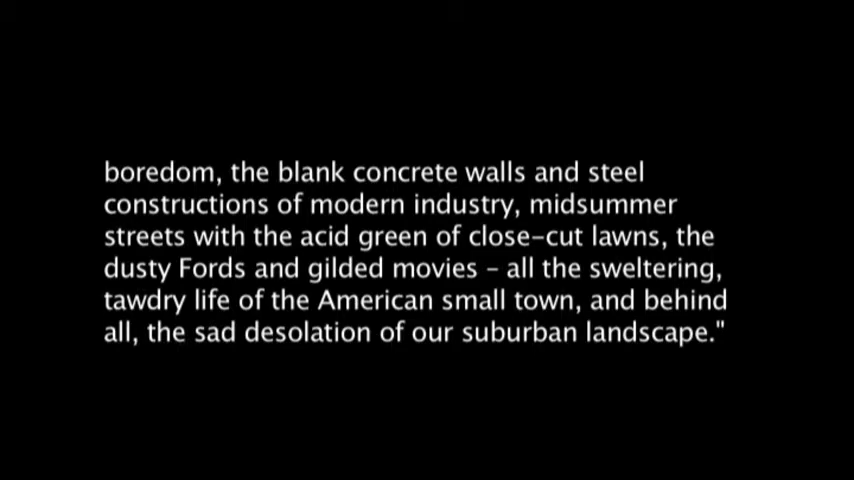 boredom, the blank concrete walls and steel
constructions of modern industry, midsummer
streets with the acid green of close-cut lawns, the
dusty Fords and gilded movies - all the sweltering,
tawdry life of the American small town, and behind
all, the sad desolation of our suburban landscape."